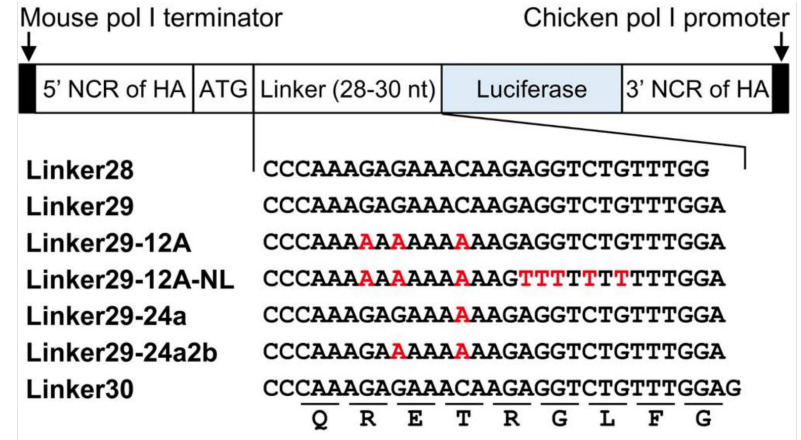 Mouse pol I terminator Chicken pol I promoter
5' NCR of HA ATG Linker (28-30 nt) Luciferase 3' NCR of HA
Linker28 CCCAAAGAGAAACAAGAGGTCTGTTTGG
Linker29 CCCAAAGAGAAACAAGAGGTCTGTTTGGA
Linker29-12A CCCAAAAAAAAAAAAGAGGTCTGTTTGGA
Linker29-12A-NL CCCAAAAAAAAAAAAGTTTTTTTTTTGGA
Linker29-24a CCCAAAGAGAAAAAAGAGGTCTGTTTGGA
Linker29-24a2b CCCAAAGAAAAAAAAGAGGTCTGTTTGGA
Linker30 CCCAAAGAGAAACAAGAGGTCTGTTTGGAG
Q R E T R G L F G